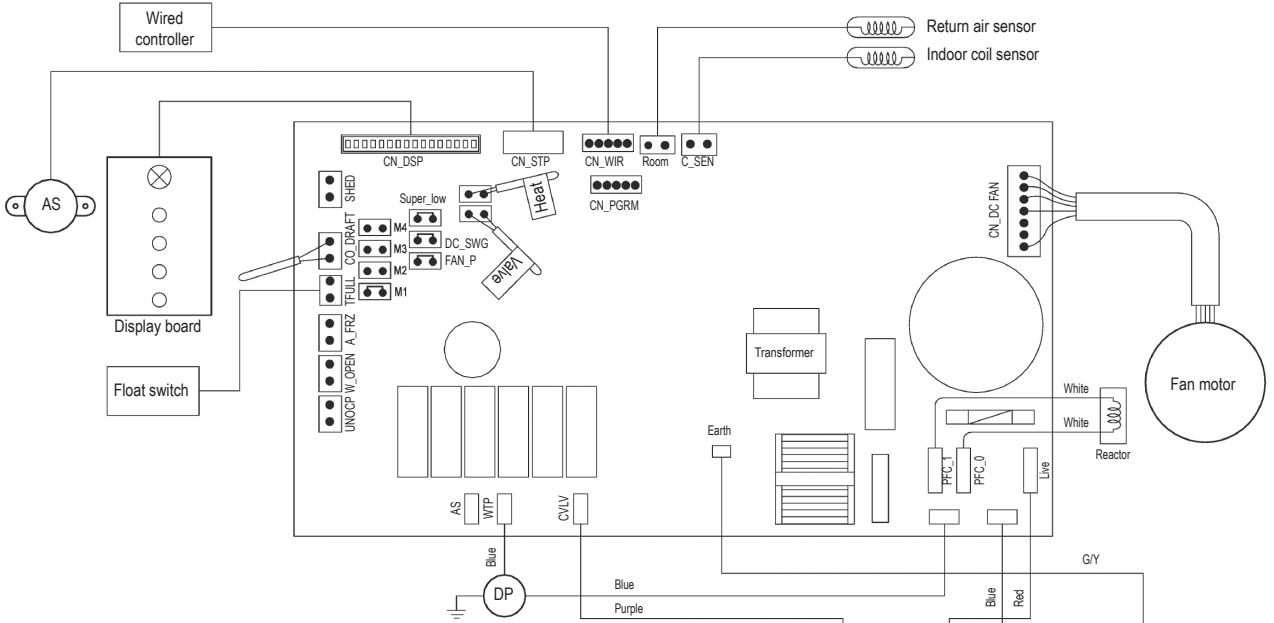 Wired
controller
Return air sensor
Indoor coil sensor
CN_DSP
CN_STP
CN_WIR
Room
C_SEN
CN_PGRM
Heat
Valve
SHED
Super_low
AS
CO_DRAFT
M4
M3
M2
M1
DC_SWG
FAN_P
TFULL
CN_DC FAN
Display board
A_FRZ
W_OPEN
UNOCP
Float switch
Transformer
Fan motor
White
White
Reactor
Earth
PFC_1
PFC_0
Live
AS
WTP
CVLV
Blue
DP
Blue
Purple
G/Y
Blue
Red